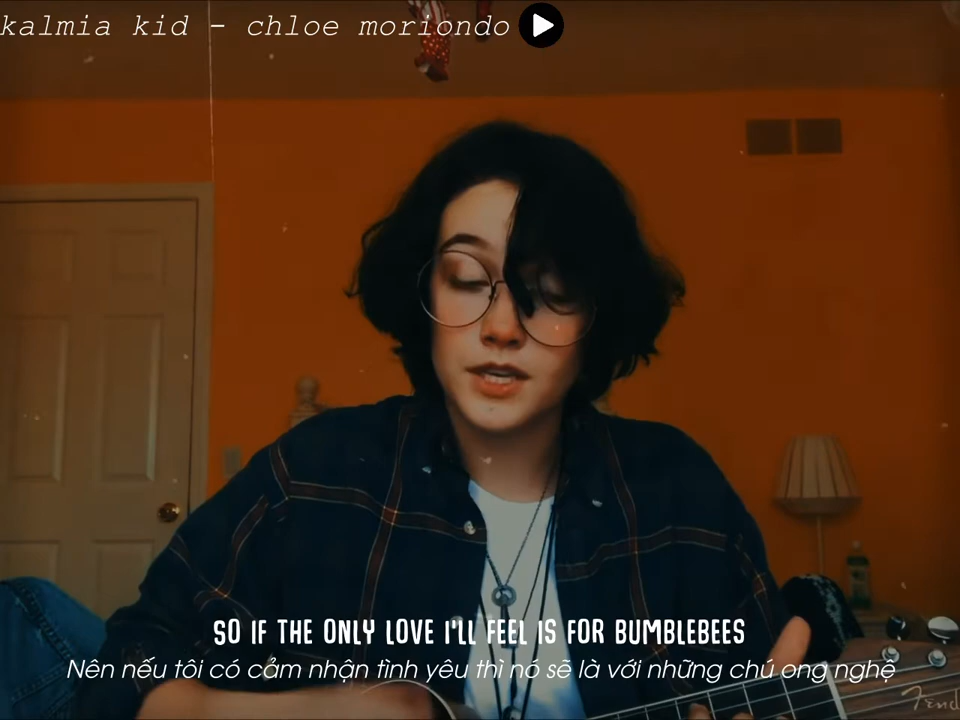 kalmia kid - chloe moriondo
SO IF THE ONLY LOVE I'LL FEEL IS FOR BUMBLEBEES
Nên nếu tôi có cảm nhận tình yêu thì nó sẽ là với những chú ong nghệ
Fend